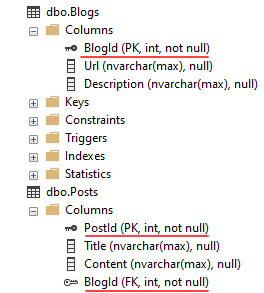 dbo.Blogs
Columns
BlogId (PK, int, not null)
Url (nvarchar(max), null)
Description (nvarchar(max), null)
Keys
Constraints
Triggers
Indexes
Statistics
dbo.Posts
Columns
PostId (PK, int, not null)
Title (nvarchar(max), null)
Content (nvarchar(max), null)
BlogId (FK, int, not null)